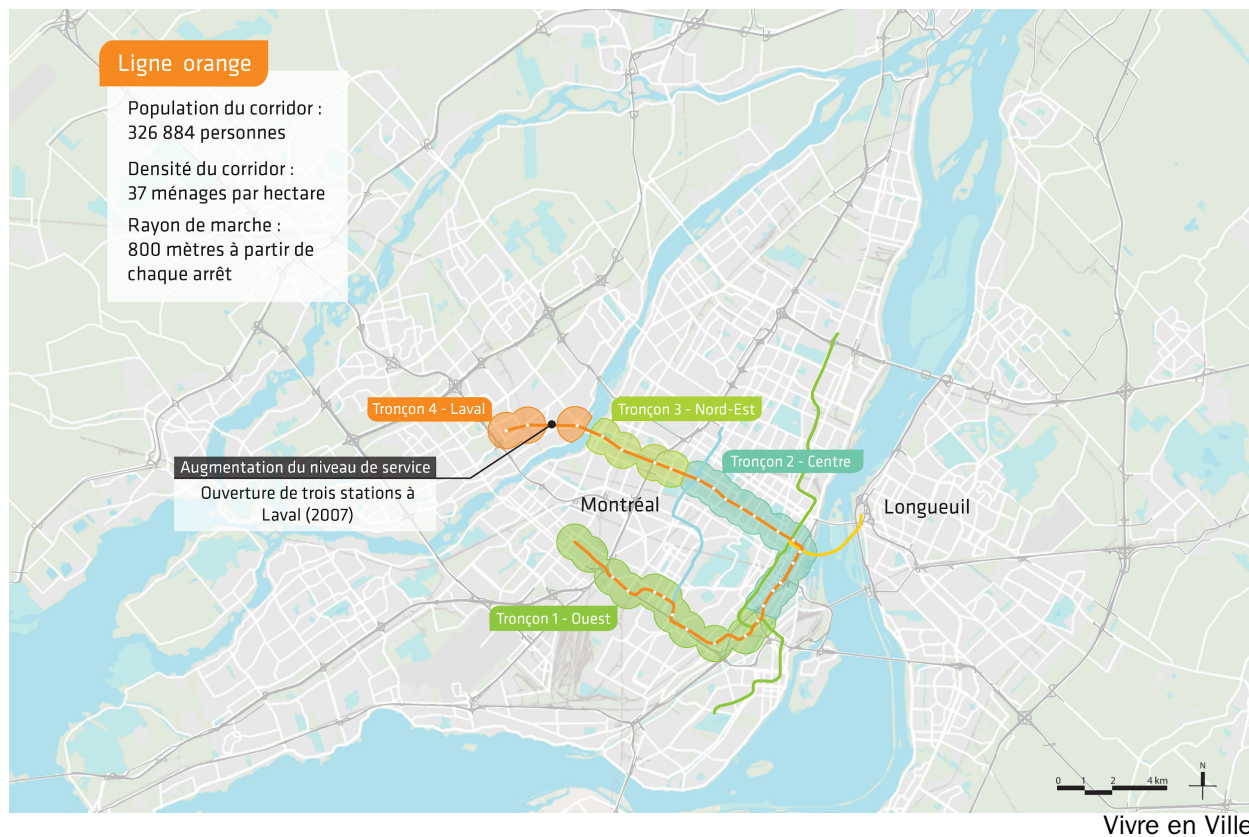 Ligne orange
Population du corridor :
326 884 personnes
Densité du corridor :
37 ménages par hectare
Rayon de marche :
800 mètres à partir de
chaque arrêt
Tronçon 4 - Laval
Tronçon 3 - Nord-Est
Tronçon 2 - Centre
Augmentation du niveau de service
Ouverture de trois stations à
Laval (2007)
Montréal
Longueuil
Tronçon 1 - Ouest
N
0 1 2 4 km
Vivre en Ville